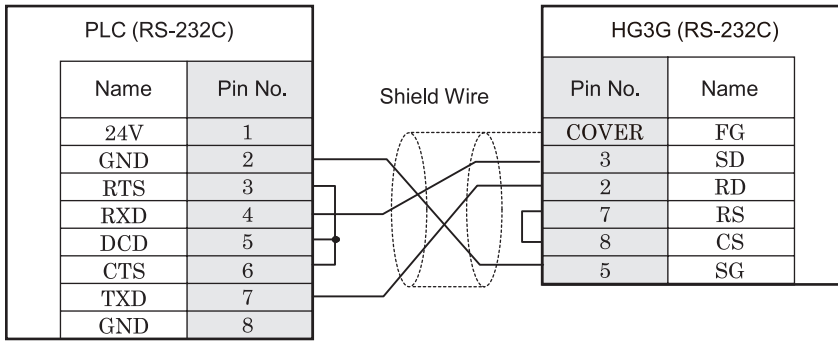 PLC (RS-232C)
HG3G (RS-232C)
Name Pin No.
Shield Wire
Pin No. Name
24V 1
COVER FG
GND 2
3 SD
RTS 3
2 RD
RXD 4
7 RS
DCD 5
8 CS
CTS 6
5 SG
TXD 7
GND 8